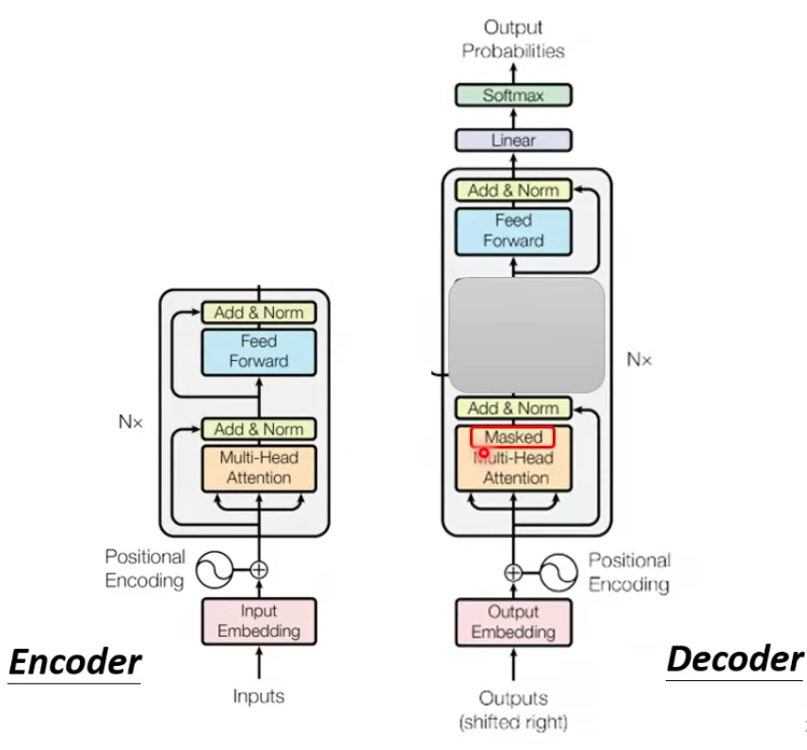 Output
Probabilities
Softmax
Linear
Add & Norm
Feed
Forward
Add & Norm
Masked
Multi-Head
Attention
Nx
Positional
Encoding
Output
Embedding
Outputs
(shifted right)
Decoder
Add & Norm
Feed
Forward
Add & Norm
Multi-Head
Attention
Nx
Positional
Encoding
Input
Embedding
Inputs
Encoder